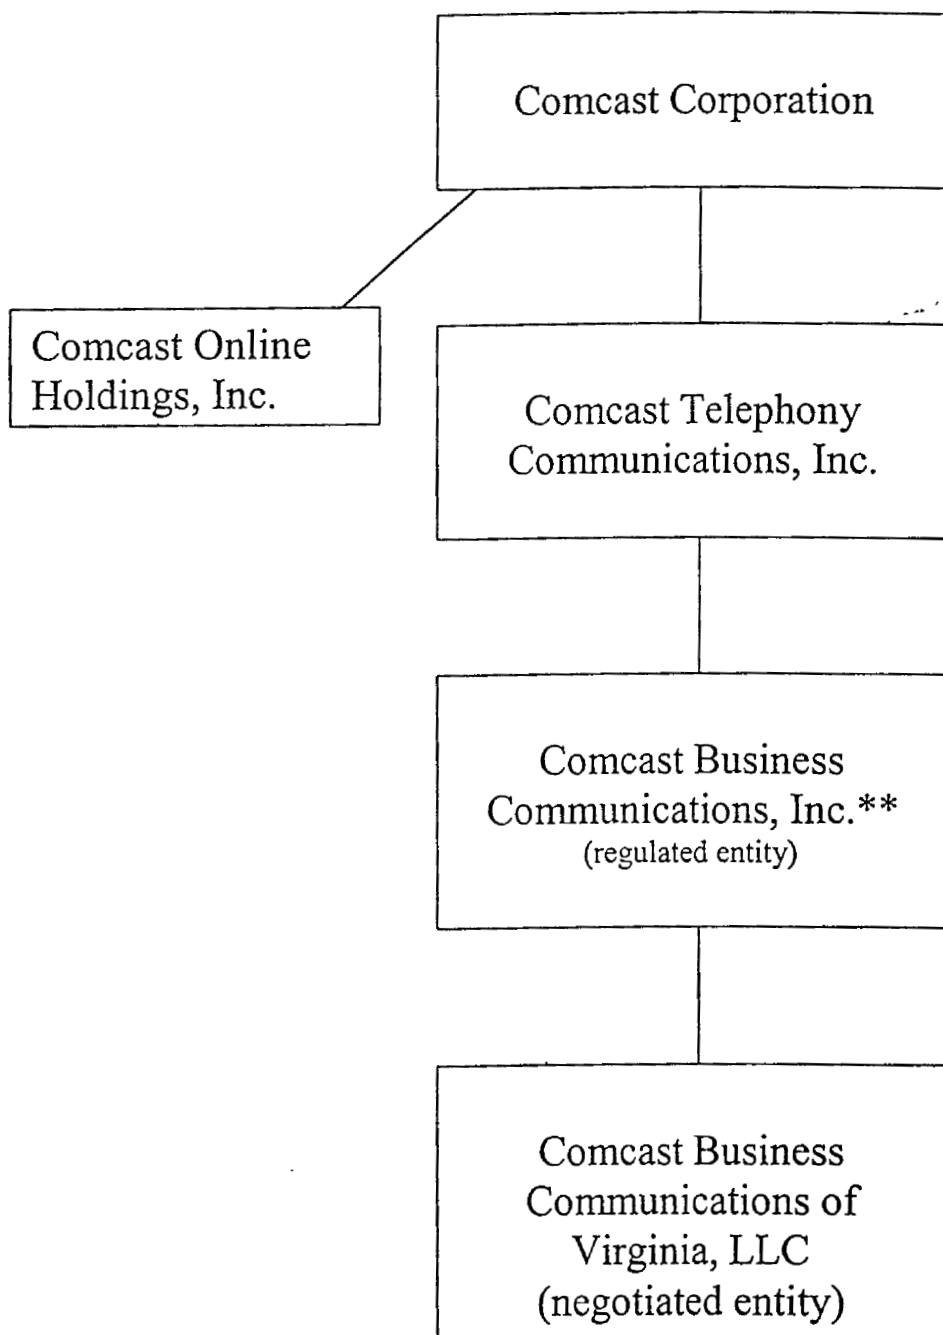 Comcast Corporation
Comcast Online
Holdings, Inc.
Comcast Telephony
Communications, Inc.
Comcast Business
Communications, Inc.**
(regulated entity)
Comcast Business
Communications of
Virginia, LLC
(negotiated entity)